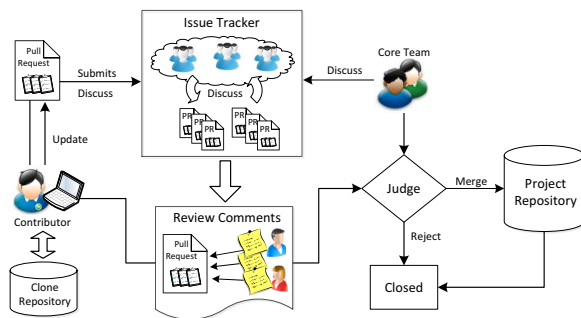 Issue Tracker
Pull
Request
Submits
Discuss
Discuss
PR
PR
PR
PR
PR
PR
Core Team
Discuss
Update
Contributor
Clone
Repository
Review Comments
Pull
Request
Judge
Merge
Project
Repository
Reject
Closed